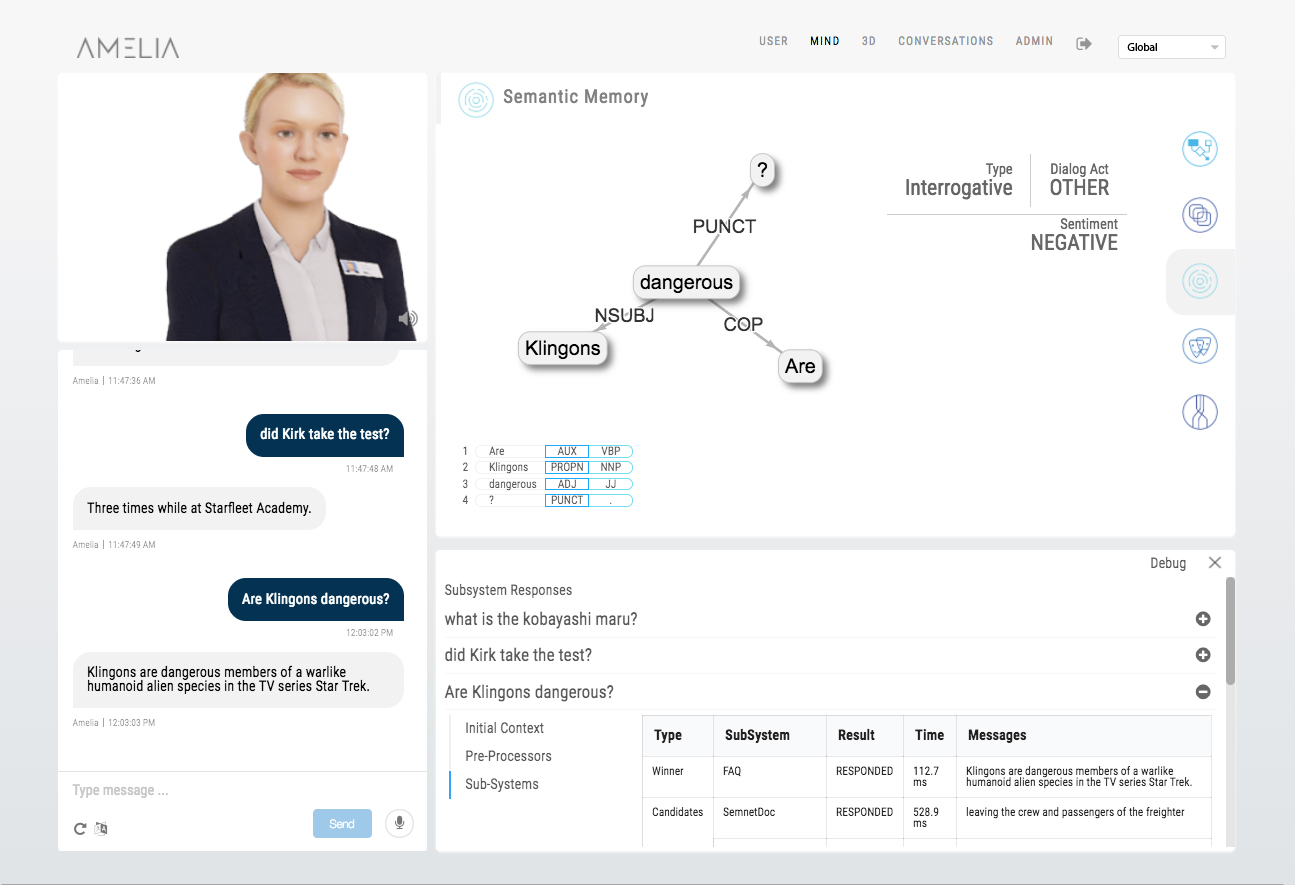 AMELIA
USER MIND 3D CONVERSATIONS ADMIN Global
Amelia | 11:47:36 AM
did Kirk take the test?
11:47:48 AM
Three times while at Starfleet Academy.
Amelia | 11:47:49 AM
Are Klingons dangerous?
12:03:02 PM
Klingons are dangerous members of a warlike
humanoid alien species in the TV series Star Trek.
Amelia | 12:03:03 PM
Type message ...
Send
Semantic Memory
?
PUNCT
dangerous
NSUBJ
COP
Klingons
Are
Type
Interrogative
Dialog Act
OTHER
Sentiment
NEGATIVE
1 Are AUX VBP
2 Klingons PROPN NNP
3 dangerous ADJ JJ
4 ? PUNCT .
Debug
Subsystem Responses
what is the kobayashi maru?
did Kirk take the test?
Are Klingons dangerous?
Initial Context
Pre-Processors
Sub-Systems
Type SubSystem Result Time Messages
Winner FAQ RESPONDED 112.7 ms Klingons are dangerous members of a warlike
humanoid alien species in the TV series Star Trek.
Candidates SemnetDoc RESPONDED 528.9 ms leaving the crew and passengers of the freighter